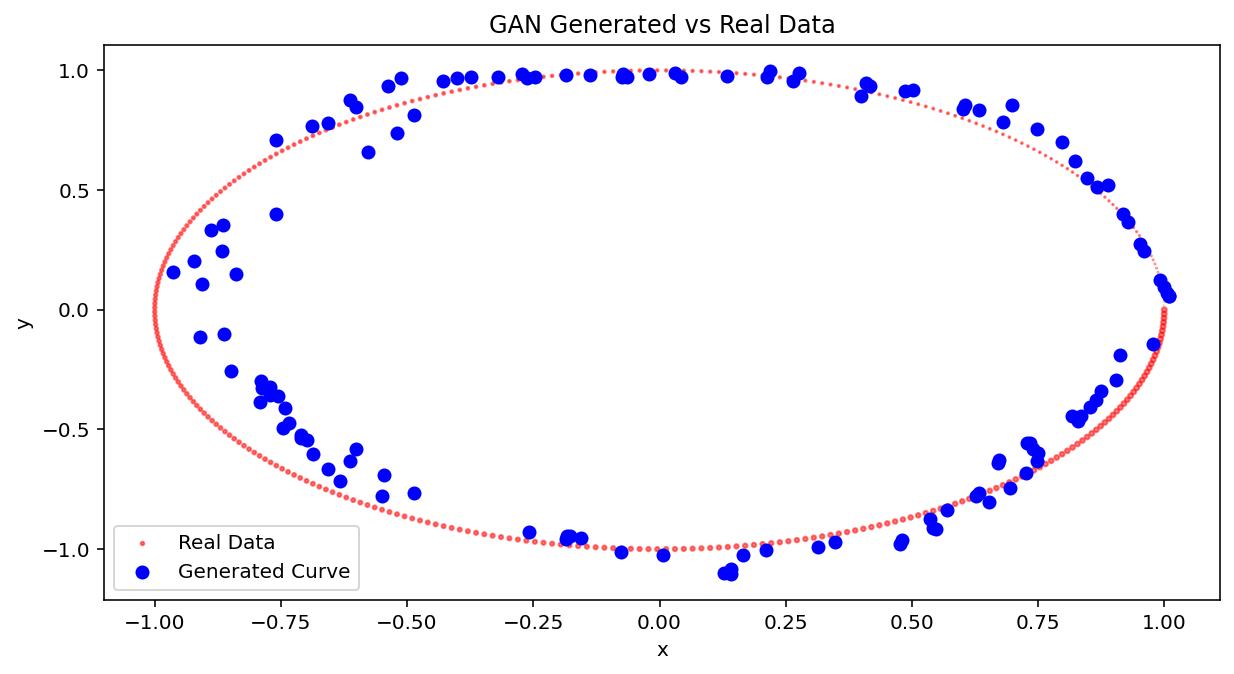 GAN Generated vs Real Data
1.0
0.5
0.0
−0.5
−1.0
y
Real Data
Generated Curve
−1.00 −0.75 −0.50 −0.25 0.00 0.25 0.50 0.75 1.00
x